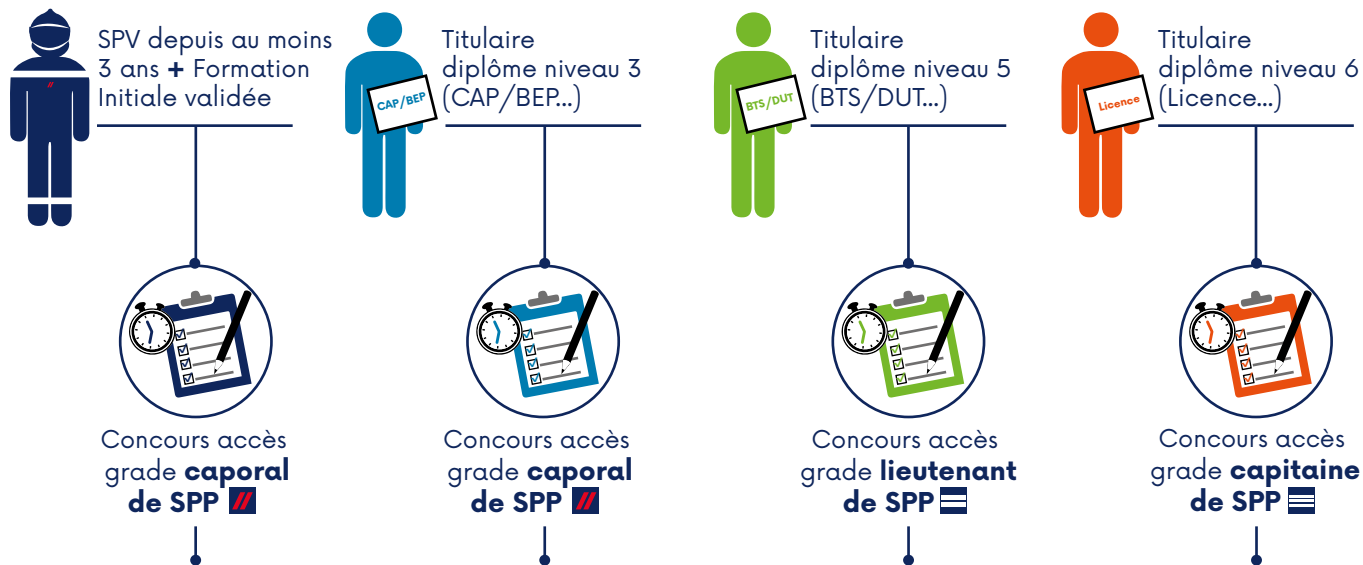 SPV depuis au moins
3 ans + Formation
Initiale validée
CAP/BEP
Titulaire
diplôme niveau 3
(CAP/BEP...)
BTS/DUT
Titulaire
diplôme niveau 5
(BTS/DUT...)
Licence
Titulaire
diplôme niveau 6
(Licence...)
Concours accès
grade caporal
de SPP
Concours accès
grade caporal
de SPP
Concours accès
grade lieutenant
de SPP
Concours accès
grade capitaine
de SPP